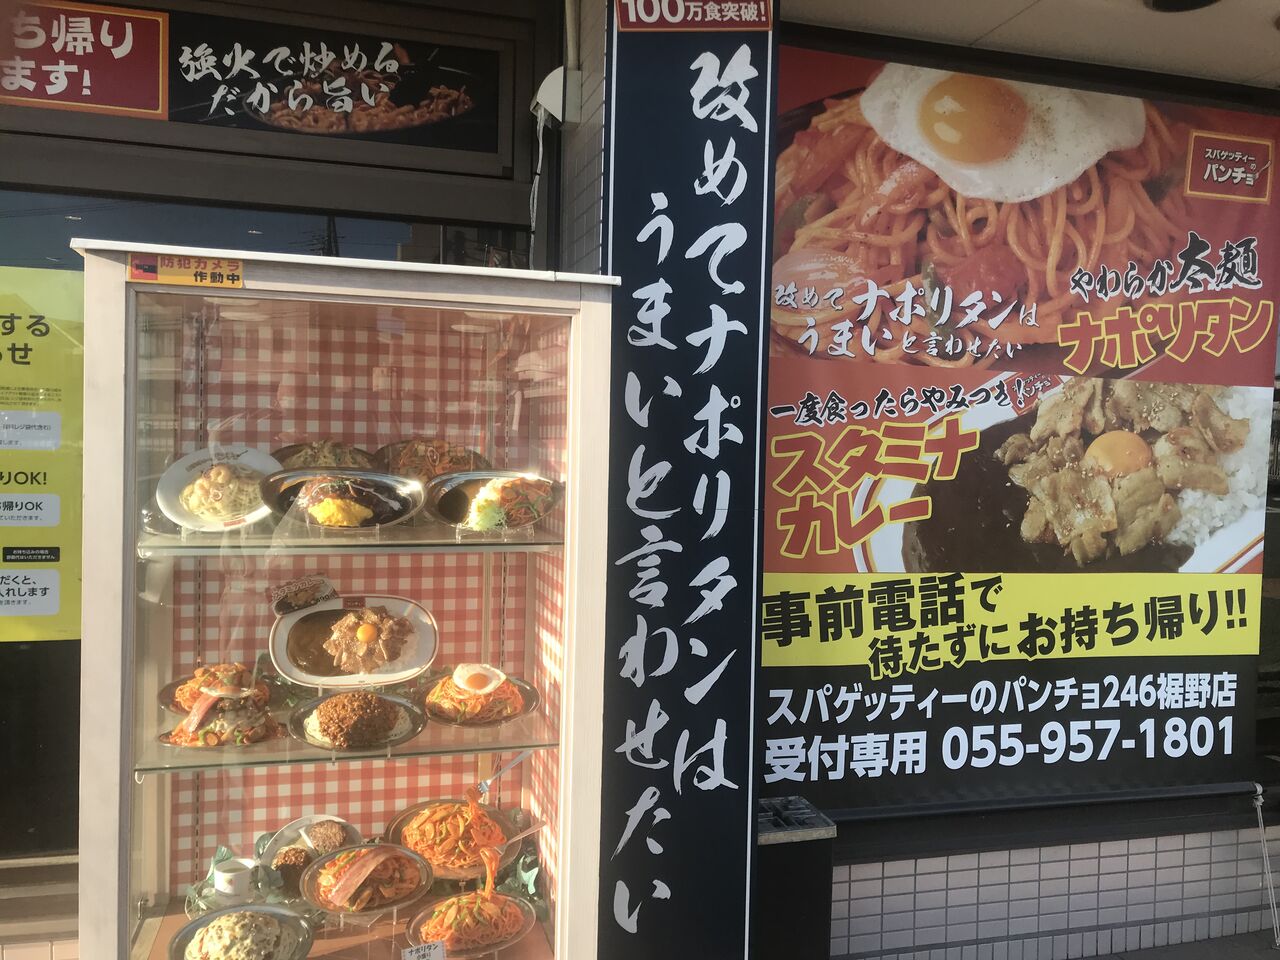 ち帰り
ます!
強火で炒める
だから旨い
防犯カメラ
作動中
100万食突破!
改めてナポリタンは
うまいと言わせたい
スパゲッティーの
パンチョ
改めてナポリタンは
うまいと言わせたい
やわらか太麺
ナポリタン
一度食ったらやみつき!
スタミナ
カレー
事前電話で
待たずにお持ち帰り!!
スパゲッティーのパンチョ246裾野店
受付専用 055-957-1801
する
せ
りOK!
帰りOK
だくと、
入れします
スタミナカレー
ナポリタン